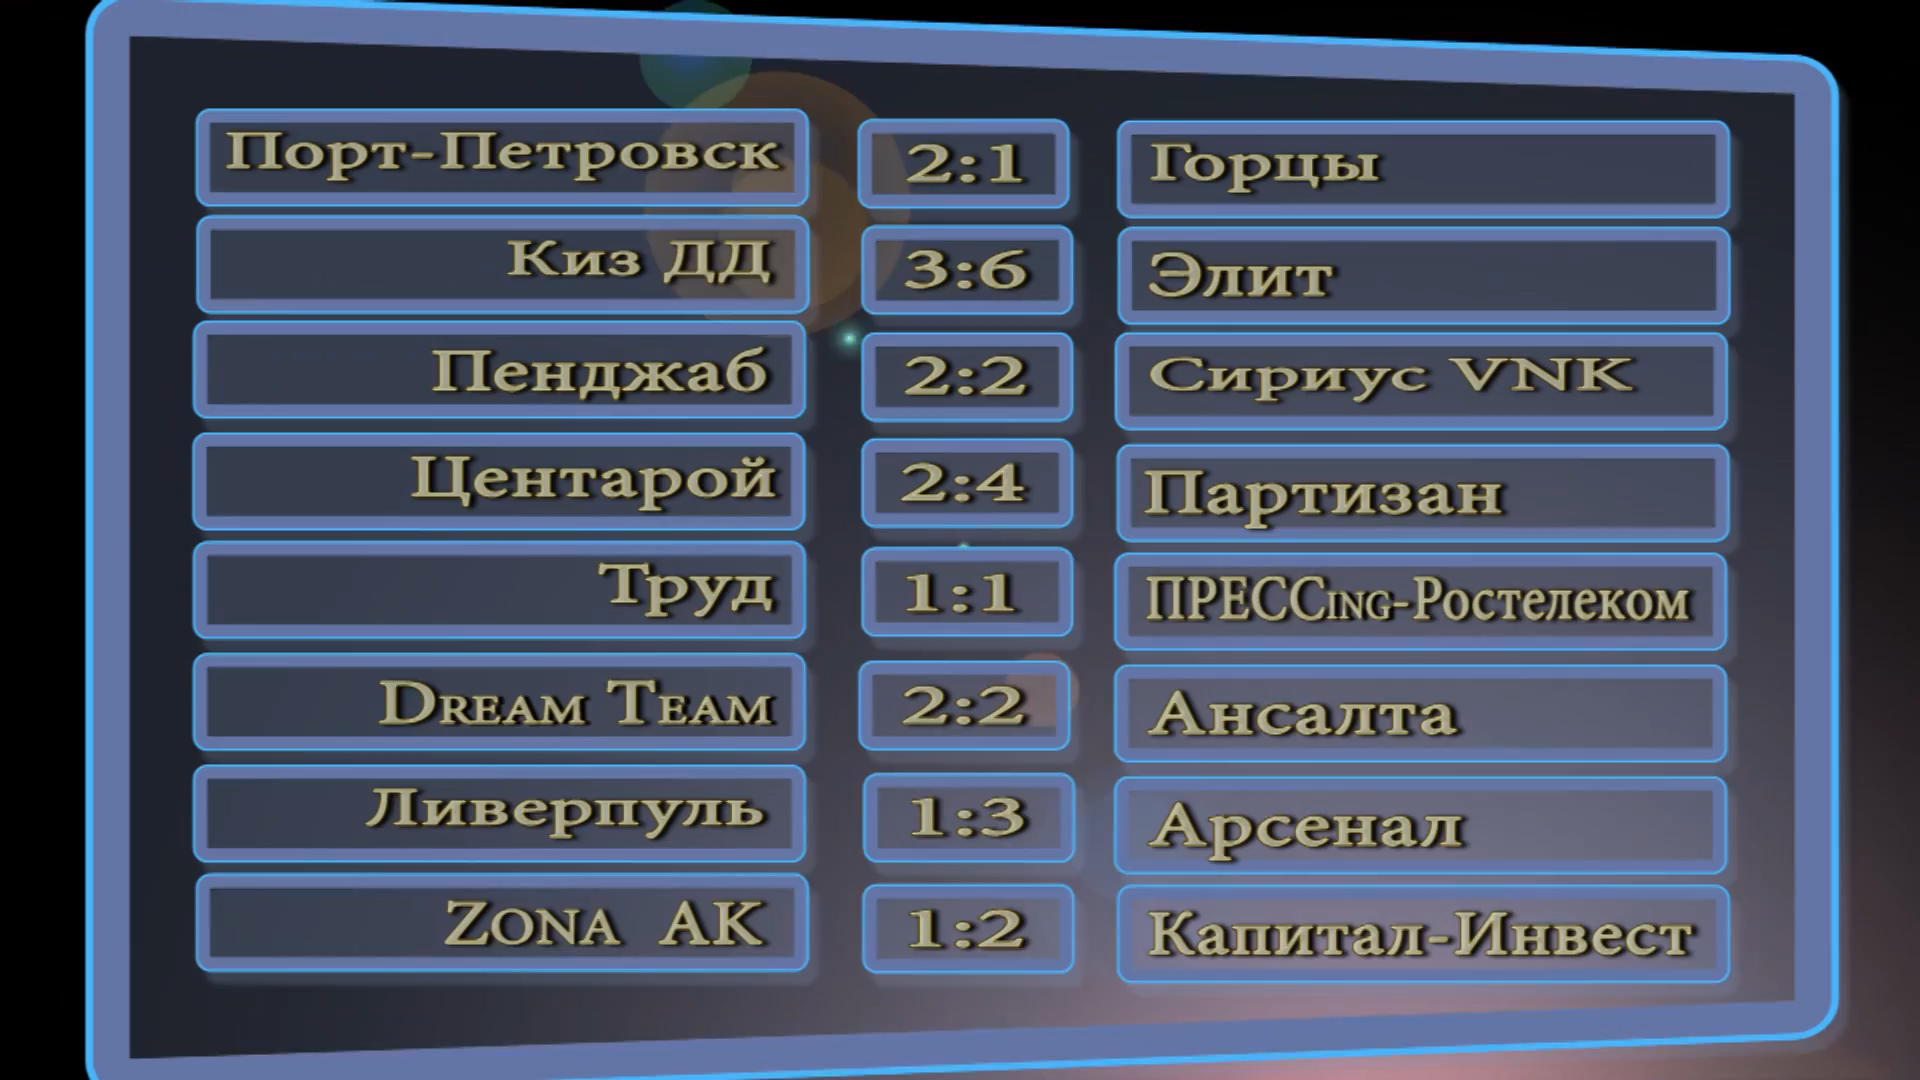 Порт-Петровск 2:1 Горцы
Киз ДД 3:6 Элит
Пенджаб 2:2 Сириус VNK
Центарой 2:4 Партизан
Труд 1:1 ПРЕССing-Ростелеком
Dream Team 2:2 Ансалта
Ливерпуль 1:3 Арсенал
Zona АК 1:2 Капитал-Инвест